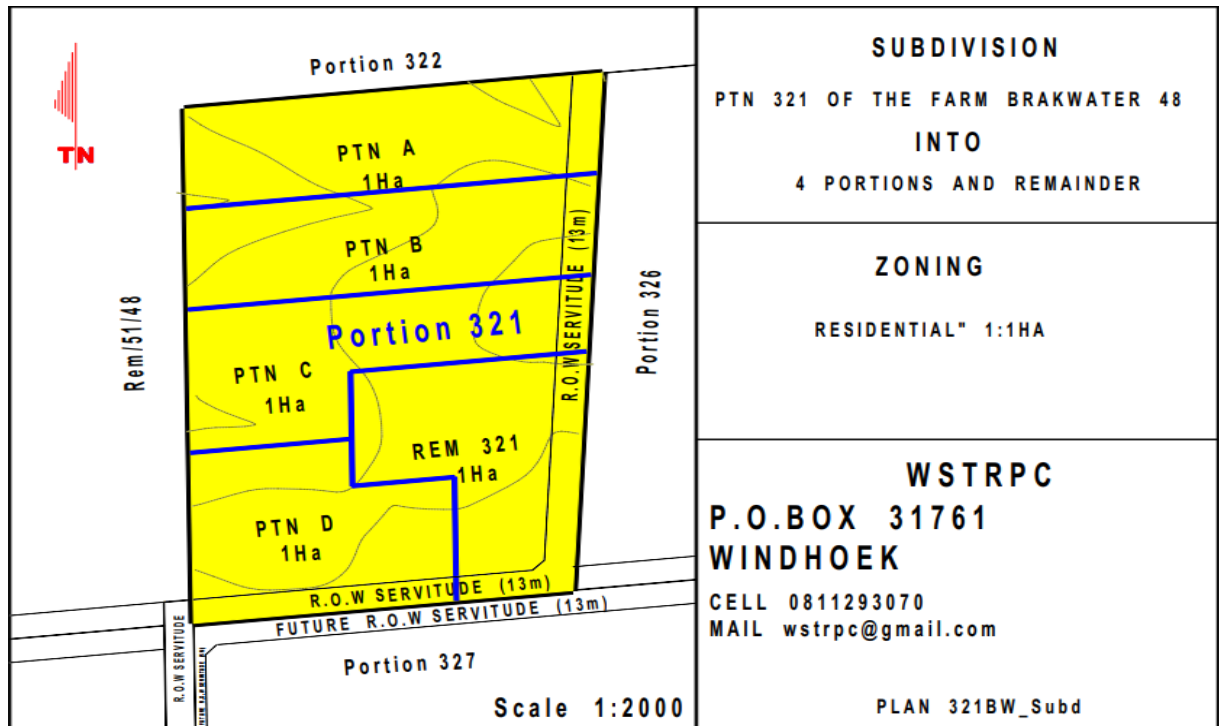 Portion 322
TN
PTN A
1Ha
PTN B
1Ha
Portion 321
PTN C
1Ha
REM 321
1Ha
PTN D
1Ha
R.O.W SERVITUDE (13m)
Rem/51/48
Portion 326
R.O.W SERVITUDE (13m)
FUTURE R.O.W SERVITUDE (13m)
R.O.W SERVITUDE
Portion 327
Scale 1:2000
SUBDIVISION
PTN 321 OF THE FARM BRAKWATER 48
INTO
4 PORTIONS AND REMAINDER
ZONING
RESIDENTIAL" 1:1HA
WSTRPC
P.O.BOX 31761
WINDHOEK
CELL 0811293070
MAIL wstrpc@gmail.com
PLAN 321BW_Subd